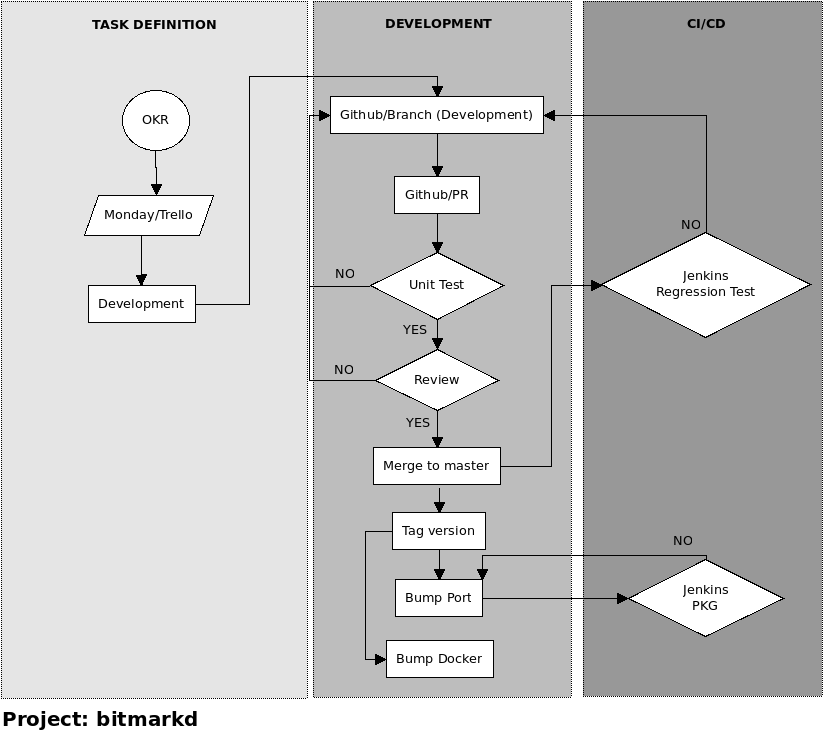 TASK DEFINITION
DEVELOPMENT
CI/CD
OKR
Monday/Trello
Development
Github/Branch (Development)
Github/PR
NO
Unit Test
YES
NO
Review
YES
Merge to master
Tag version
Bump Port
Bump Docker
NO
Jenkins
Regression Test
NO
Jenkins
PKG
Project: bitmarkd